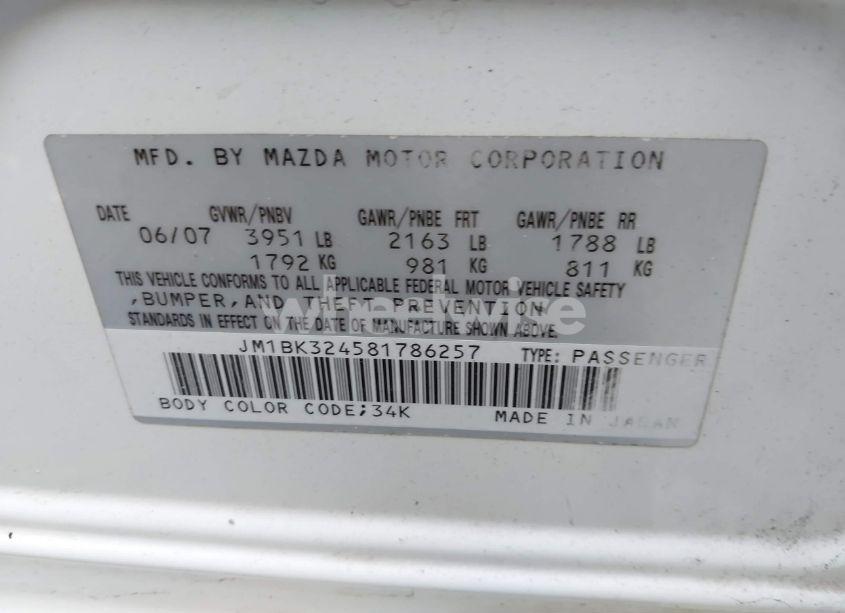 MFD. BY MAZDA MOTOR CORPORATION
DATE GVWR/PNBV GAWR/PNBE FRT GAWR/PNBE RR
06/07 3951 LB 2163 LB 1788 LB
1792 KG 981 KG 811 KG
THIS VEHICLE CONFORMS TO ALL APPLICABLE FEDERAL MOTOR VEHICLE SAFETY
,BUMPER,AND THEFT PREVENTION
STANDARDS IN EFFECT ON THE DATE OF MANUFACTURE SHOWN ABOVE.
JM1BK324581786257 TYPE: PASSENGER
BODY COLOR CODE;34K MADE IN JAPAN